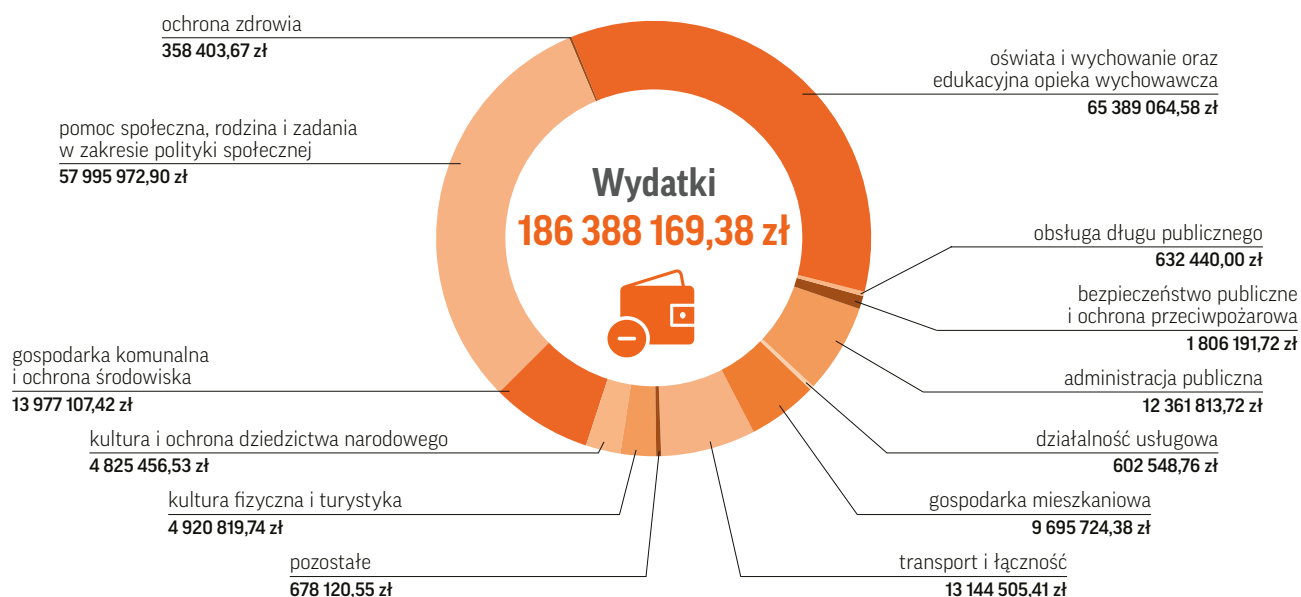 ochrona zdrowia
358 403,67 zł
oświata i wychowanie oraz
edukacyjna opieka wychowawcza
65 389 064,58 zł
pomoc społeczna, rodzina i zadania
w zakresie polityki społecznej
57 995 972,90 zł
Wydatki
186 388 169,38 zł
obsługa długu publicznego
632 440,00 zł
bezpieczeństwo publiczne
i ochrona przeciwpożarowa
1 806 191,72 zł
gospodarka komunalna
i ochrona środowiska
13 977 107,42 zł
administracja publiczna
12 361 813,72 zł
kultura i ochrona dziedzictwa narodowego
4 825 456,53 zł
działalność usługowa
602 548,76 zł
kultura fizyczna i turystyka
4 920 819,74 zł
gospodarka mieszkaniowa
9 695 724,38 zł
pozostałe
678 120,55 zł
transport i łączność
13 144 505,41 zł